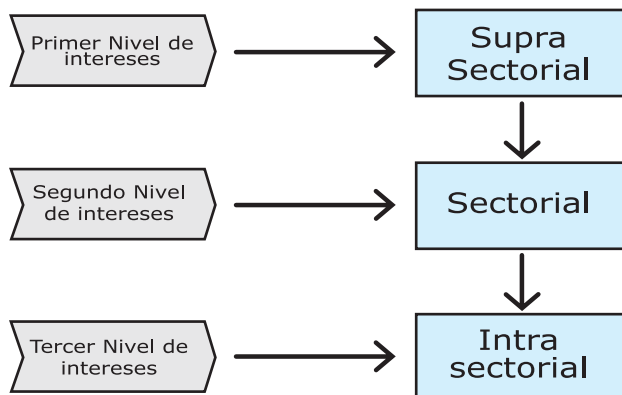 Primer Nivel de
intereses
Supra
Sectorial
Segundo Nivel
de intereses
Sectorial
Tercer Nivel de
intereses
Intra
sectorial